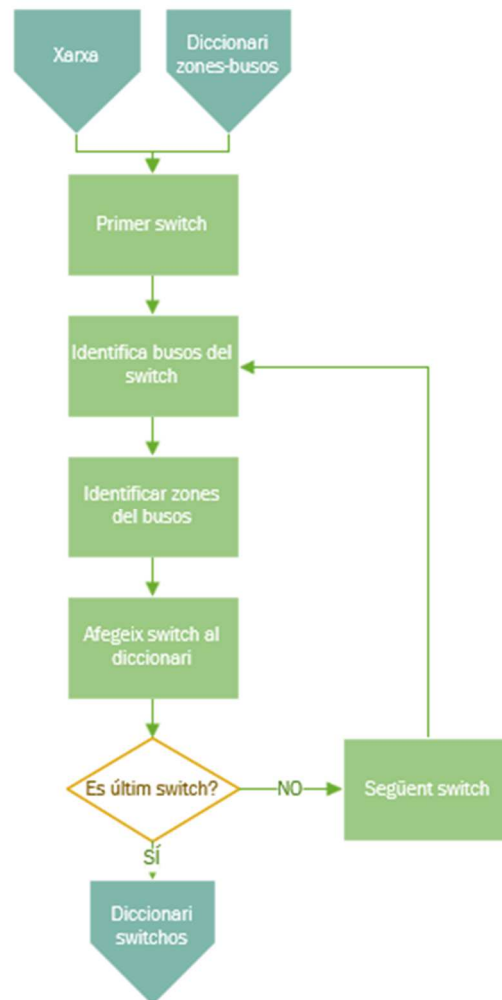 Xarxa
Diccionari
zones-busos
Primer switch
Identifica busos del
switch
Identificar zones
del busos
Afegeix switch al
diccionari
Es últim switch?
NO
Següent switch
SÍ
Diccionari
switchos